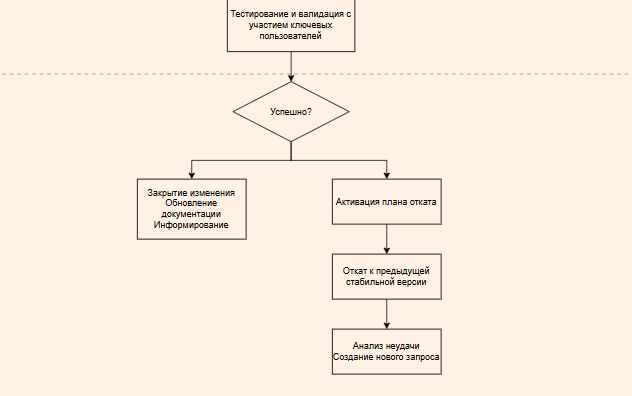 Тестирование и валидация с
участием ключевых
пользователей
Успешно?
Закрытие изменения
Обновление
документации
Информирование
Активация плана отката
Откат к предыдущей
стабильной версии
Анализ неудачи
Создание нового запроса